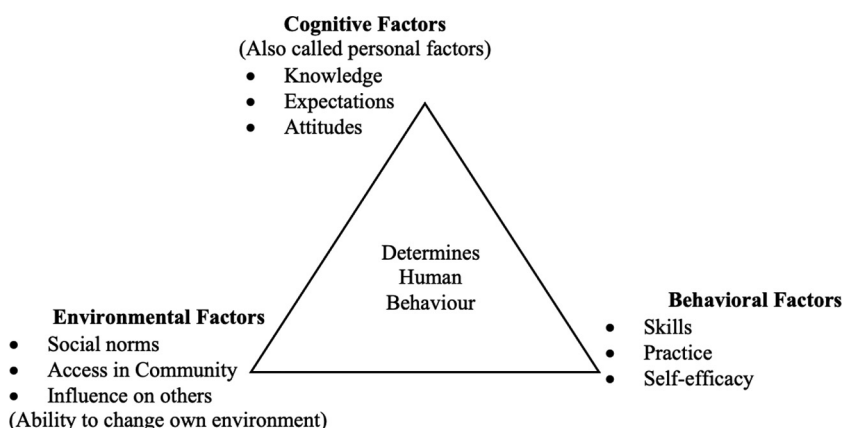 Cognitive Factors
(Also called personal factors)
• Knowledge
• Expectations
• Attitudes
Determines
Human
Behaviour
Environmental Factors
• Social norms
• Access in Community
• Influence on others
(Ability to change own environment)
Behavioral Factors
• Skills
• Practice
• Self-efficacy